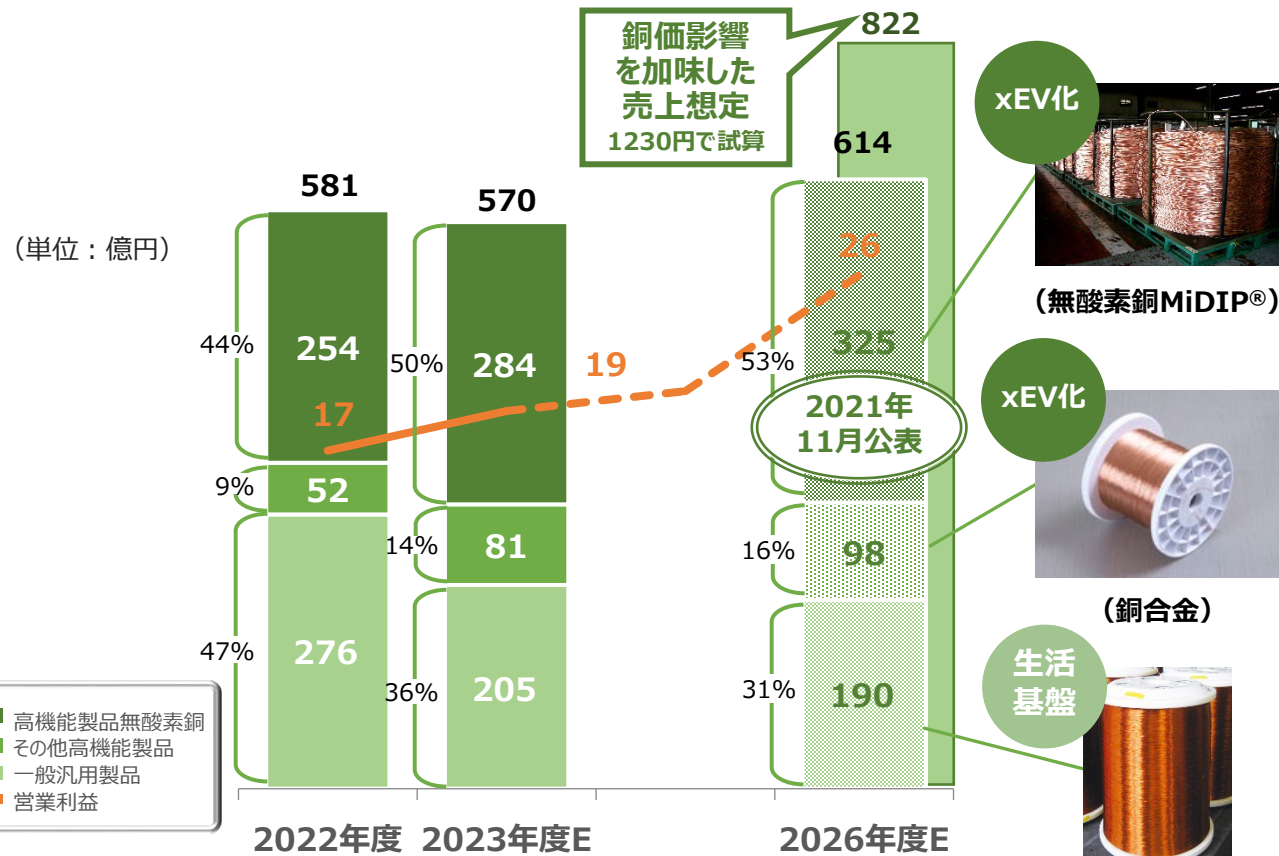 銅価影響
を加味した
売上想定
1230円で試算
822
xEV化
614
581
570
（単位：億円）
26
（無酸素銅MiDIP®）
44%
254
50%
284
19
53%
325
17
2021年
11月公表
xEV化
9%
52
14%
81
16%
98
（銅合金）
47%
276
36%
205
31%
190
生活
基盤
高機能製品無酸素銅
その他高機能製品
一般汎用製品
営業利益
2022年度
2023年度E
2026年度E